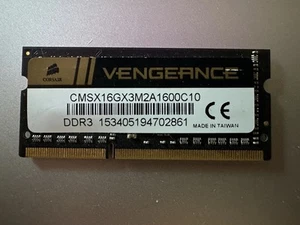 CORSAIR
VENGEANCE
CMSX16GX3M2A1600C10
DDR3 153405194702861
CE
MADE IN TAIWAN